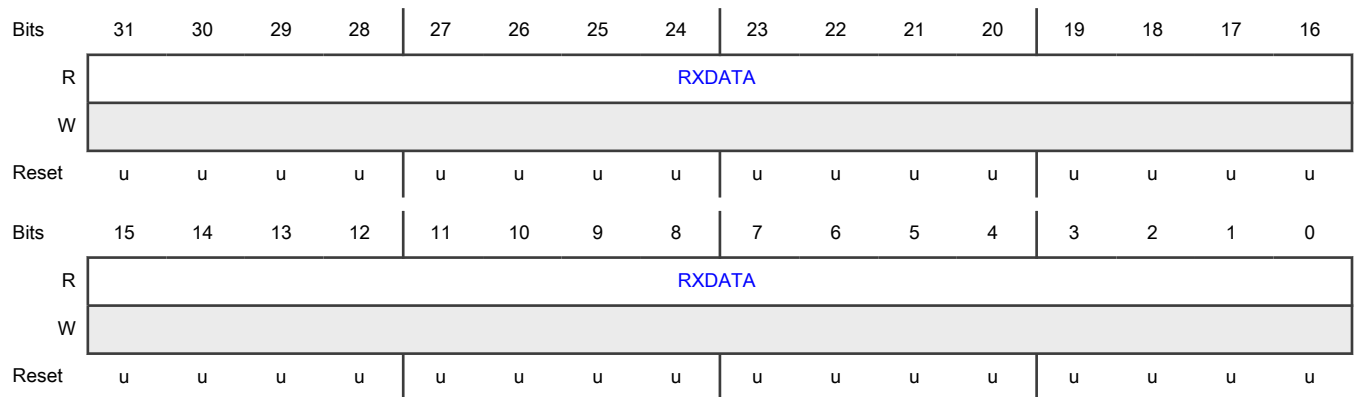 Bits 31 30 29 28 27 26 25 24 23 22 21 20 19 18 17 16
R RXDATA
W
Reset u u u u u u u u u u u u u u u u
Bits 15 14 13 12 11 10 9 8 7 6 5 4 3 2 1 0
R RXDATA
W
Reset u u u u u u u u u u u u u u u u